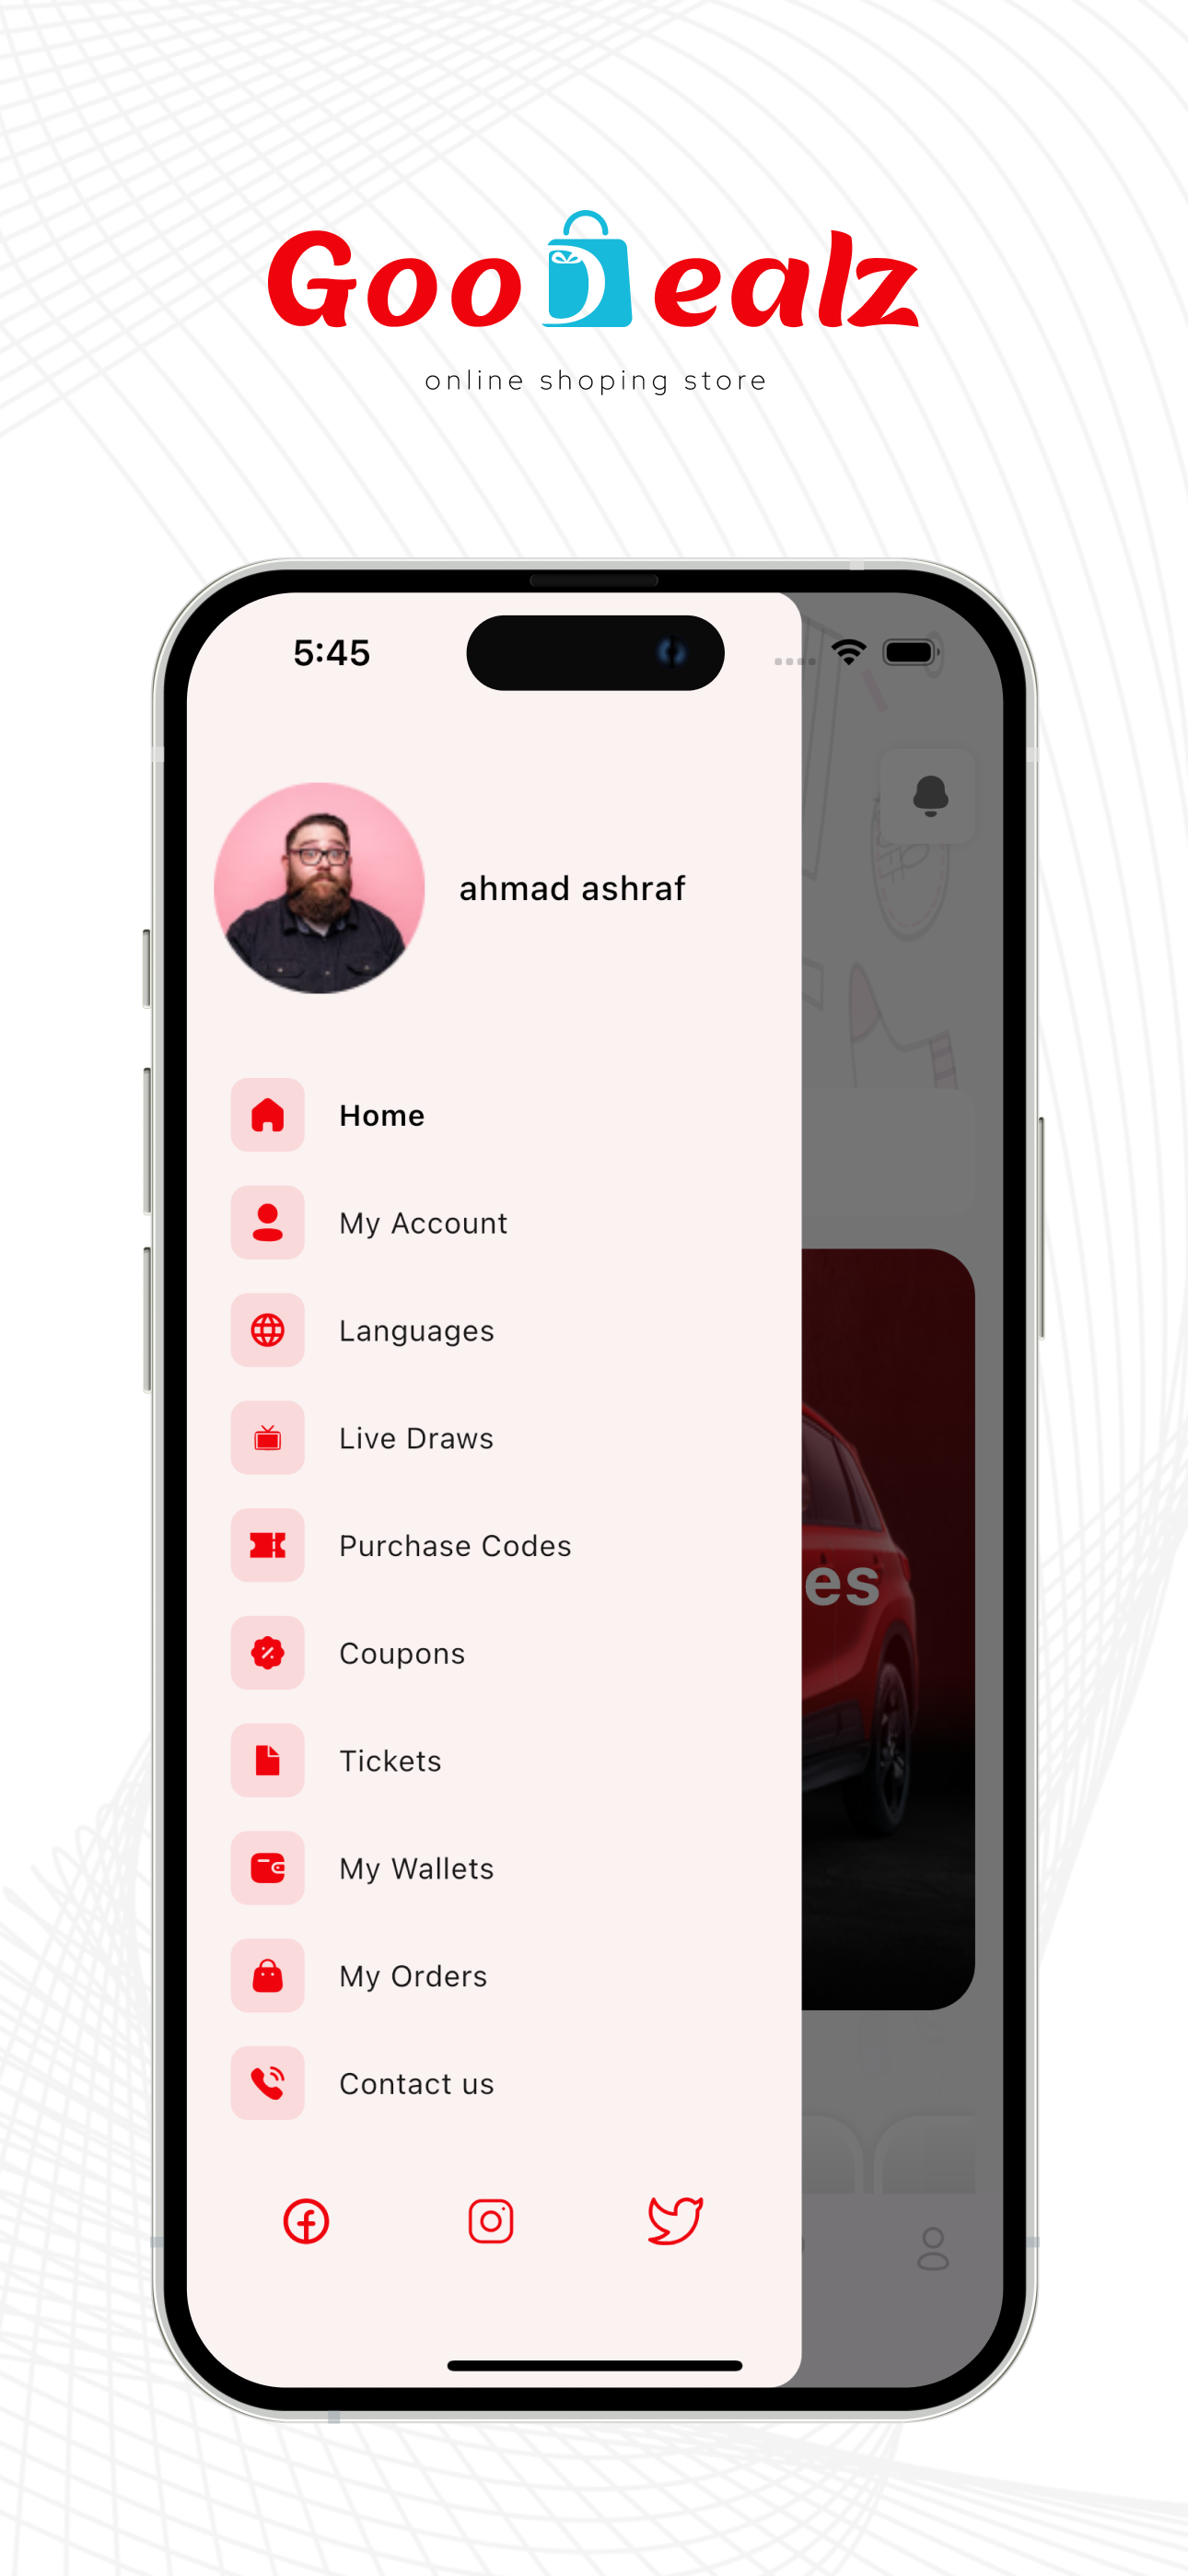 GooDealz
online shoping store
5:45
ahmad ashraf
Home
My Account
Languages
Live Draws
Purchase Codes
es
Coupons
Tickets
My Wallets
My Orders
Contact us